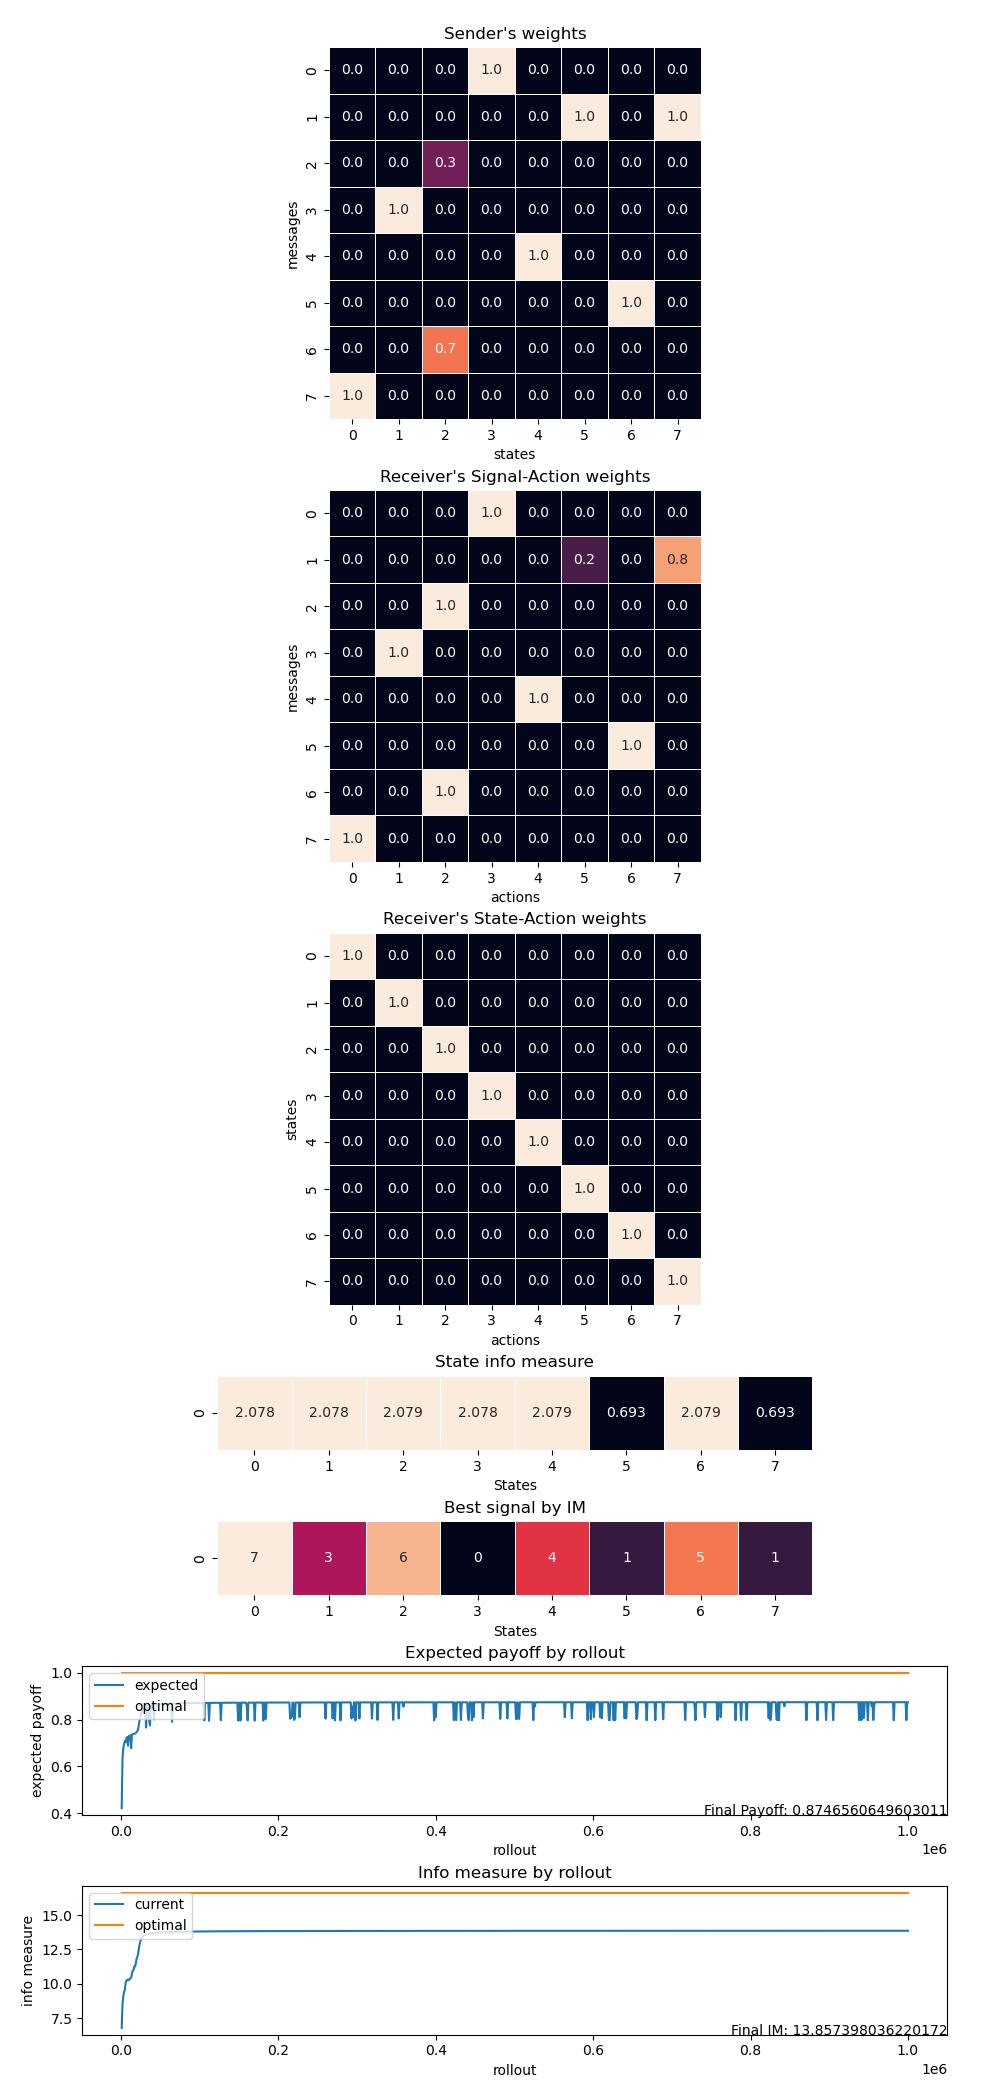 Sender's weights
0 0.0 0.0 0.0 1.0 0.0 0.0 0.0 0.0
1 0.0 0.0 0.0 0.0 0.0 1.0 0.0 1.0
2 0.0 0.0 0.3 0.0 0.0 0.0 0.0 0.0
3 0.0 1.0 0.0 0.0 0.0 0.0 0.0 0.0
messages
4 0.0 0.0 0.0 0.0 1.0 0.0 0.0 0.0
5 0.0 0.0 0.0 0.0 0.0 0.0 1.0 0.0
6 0.0 0.0 0.7 0.0 0.0 0.0 0.0 0.0
7 1.0 0.0 0.0 0.0 0.0 0.0 0.0 0.0
0 1 2 3 4 5 6 7
states
Receiver's Signal-Action weights
0 0.0 0.0 0.0 1.0 0.0 0.0 0.0 0.0
1 0.0 0.0 0.0 0.0 0.0 0.2 0.0 0.8
2 0.0 0.0 1.0 0.0 0.0 0.0 0.0 0.0
3 0.0 1.0 0.0 0.0 0.0 0.0 0.0 0.0
messages
4 0.0 0.0 0.0 0.0 1.0 0.0 0.0 0.0
5 0.0 0.0 0.0 0.0 0.0 0.0 1.0 0.0
6 0.0 0.0 1.0 0.0 0.0 0.0 0.0 0.0
7 1.0 0.0 0.0 0.0 0.0 0.0 0.0 0.0
0 1 2 3 4 5 6 7
actions
Receiver's State-Action weights
0 1.0 0.0 0.0 0.0 0.0 0.0 0.0 0.0
1 0.0 1.0 0.0 0.0 0.0 0.0 0.0 0.0
2 0.0 0.0 1.0 0.0 0.0 0.0 0.0 0.0
3 0.0 0.0 0.0 1.0 0.0 0.0 0.0 0.0
states
4 0.0 0.0 0.0 0.0 1.0 0.0 0.0 0.0
5 0.0 0.0 0.0 0.0 0.0 1.0 0.0 0.0
6 0.0 0.0 0.0 0.0 0.0 0.0 1.0 0.0
7 0.0 0.0 0.0 0.0 0.0 0.0 0.0 1.0
0 1 2 3 4 5 6 7
actions
State info measure
0 2.078 2.078 2.079 2.078 2.079 0.693 2.079 0.693
0 1 2 3 4 5 6 7
States
Best signal by IM
0 7 3 6 0 4 1 5 1
0 1 2 3 4 5 6 7
States
Expected payoff by rollout
expected payoff
1.0
0.8
0.6
0.4
expected
optimal
Final Payoff: 0.8746560649603011
0.0 0.2 0.4 0.6 0.8 1.0
1e6
rollout
Info measure by rollout
info measure
15.0
12.5
10.0
7.5
current
optimal
Final IM: 13.857398036220172
0.0 0.2 0.4 0.6 0.8 1.0
1e6
rollout